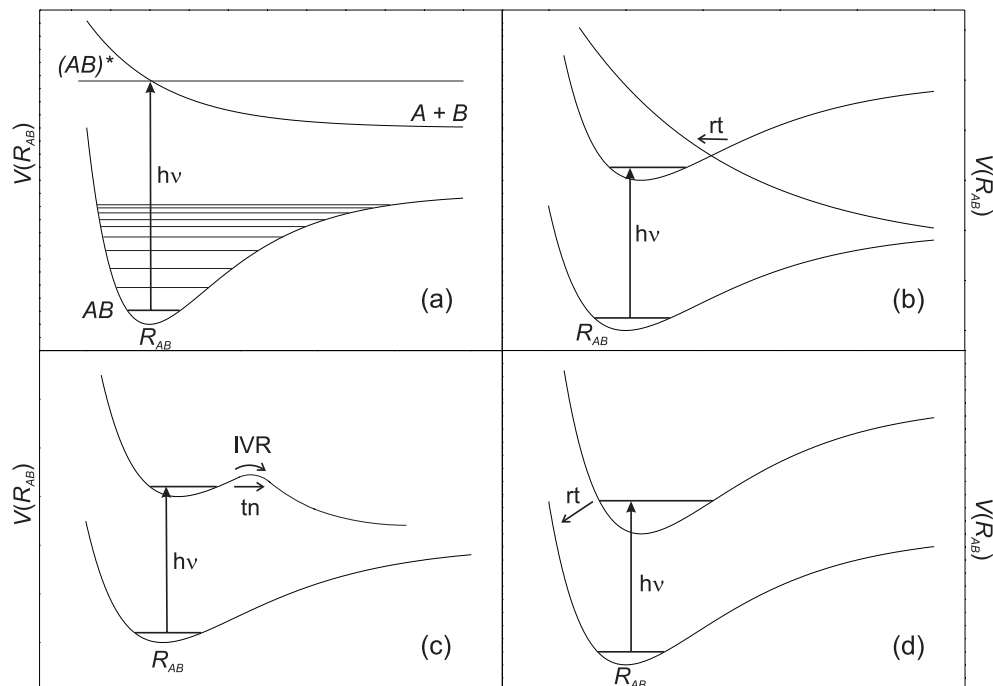 (AB)*
A + B
V(R_AB)
hν
AB
R_AB
(a)
rt
hν
V(R_AB)
R_AB
(b)
IVR
tn
V(R_AB)
hν
R_AB
(c)
rt
hν
V(R_AB)
R_AB
(d)